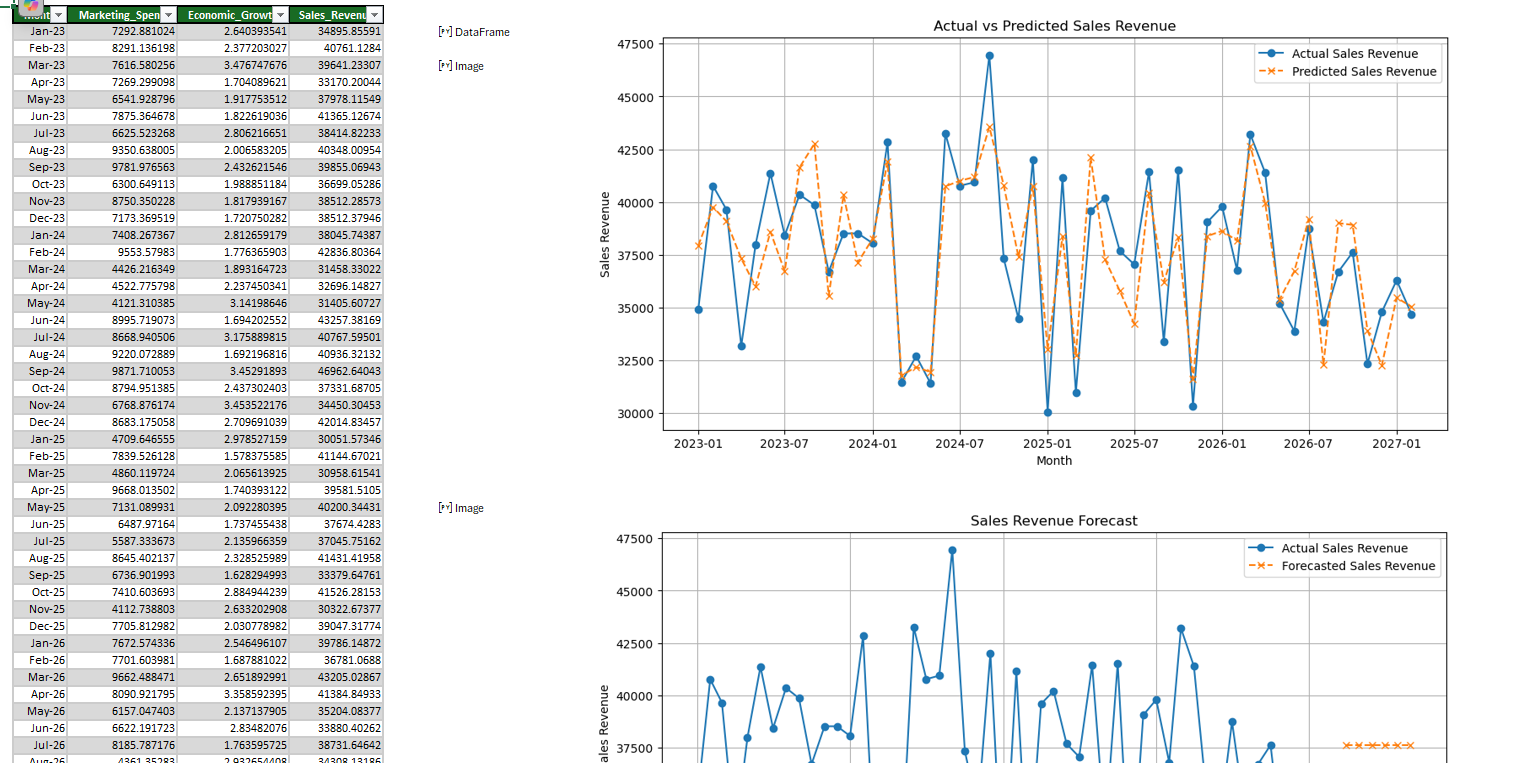 Month Marketing_Spen Economic_Growt Sales_Revenu
Jan-23 7292.881024 2.640393541 34895.85591
Feb-23 8291.136198 2.377203027 40761.1284
Mar-23 7616.580256 3.476747676 39641.23307
Apr-23 7269.299098 1.704089621 33170.20044
May-23 6541.928796 1.917753512 37978.11549
Jun-23 7875.364678 1.822619036 41365.12674
Jul-23 6625.523268 2.806216651 38414.82233
Aug-23 9350.638005 2.006583205 40348.00954
Sep-23 9781.976563 2.432621546 39855.06943
Oct-23 6300.649113 1.988851184 36699.05286
Nov-23 8750.350228 1.817939167 38512.28573
Dec-23 7173.369519 1.720750282 38512.37946
Jan-24 7408.267367 2.812659179 38045.74387
Feb-24 9553.57983 1.776365903 42836.80364
Mar-24 4426.216349 1.893164723 31458.33022
Apr-24 4522.775798 2.237450341 32696.14827
May-24 4121.310385 3.14198646 31405.60727
Jun-24 8995.719073 1.694202552 43257.38169
Jul-24 8668.940506 3.175889815 40767.59501
Aug-24 9220.072889 1.692196816 40936.32132
Sep-24 9871.710053 3.45291893 46962.64043
Oct-24 8794.951385 2.437302403 37331.68705
Nov-24 6768.876174 3.453522176 34450.30453
Dec-24 8683.175058 2.709691039 42014.83457
Jan-25 4709.646555 2.978527159 30051.57346
Feb-25 7839.526128 1.578375585 41144.67021
Mar-25 4860.119724 2.065613925 30958.61541
Apr-25 9668.013502 1.740393122 39581.5105
May-25 7131.089931 2.092280395 40200.34431
Jun-25 6487.97164 1.737455438 37674.4283
Jul-25 5587.333673 2.135966359 37045.75162
Aug-25 8645.402137 2.328525989 41431.41958
Sep-25 6736.901993 1.628294993 33379.64761
Oct-25 7410.603693 2.884944239 41526.28153
Nov-25 4112.738803 2.633202908 30322.67377
Dec-25 7705.812982 2.030778982 39047.31774
Jan-26 7672.574336 2.546496107 39786.14872
Feb-26 7701.603981 1.687881022 36781.0688
Mar-26 9662.488471 2.651892991 43205.02867
Apr-26 8090.921795 3.358592395 41384.84933
May-26 6157.047403 2.137137905 35204.08377
Jun-26 6622.191723 2.83482076 33880.40262
Jul-26 8185.787176 1.763595725 38731.64642
Aug-26 4361.35283 2.932654408 34308.13186
[PY] DataFrame
[PY] Image
[PY] Image
Actual vs Predicted Sales Revenue
Actual Sales Revenue
Predicted Sales Revenue
47500
45000
42500
40000
37500
35000
32500
30000
Sales Revenue
2023-01 2023-07 2024-01 2024-07 2025-01 2025-07 2026-01 2026-07 2027-01
Month
Sales Revenue Forecast
Actual Sales Revenue
Forecasted Sales Revenue
47500
45000
42500
40000
37500
ales Revenue